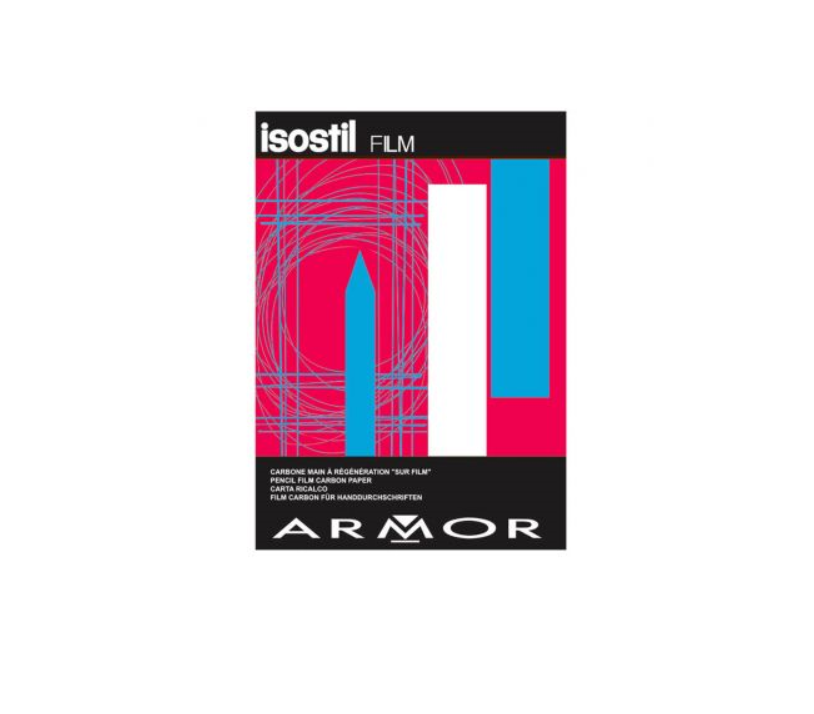 isostil FILM
CARBONE MAIN À RÉGÉNÉRATION "SUR FILM"
PENCIL FILM CARBON PAPER
CARTA RICALCO
FILM CARBON FÜR HANDDURCHSCHRIFTEN
ARMOR